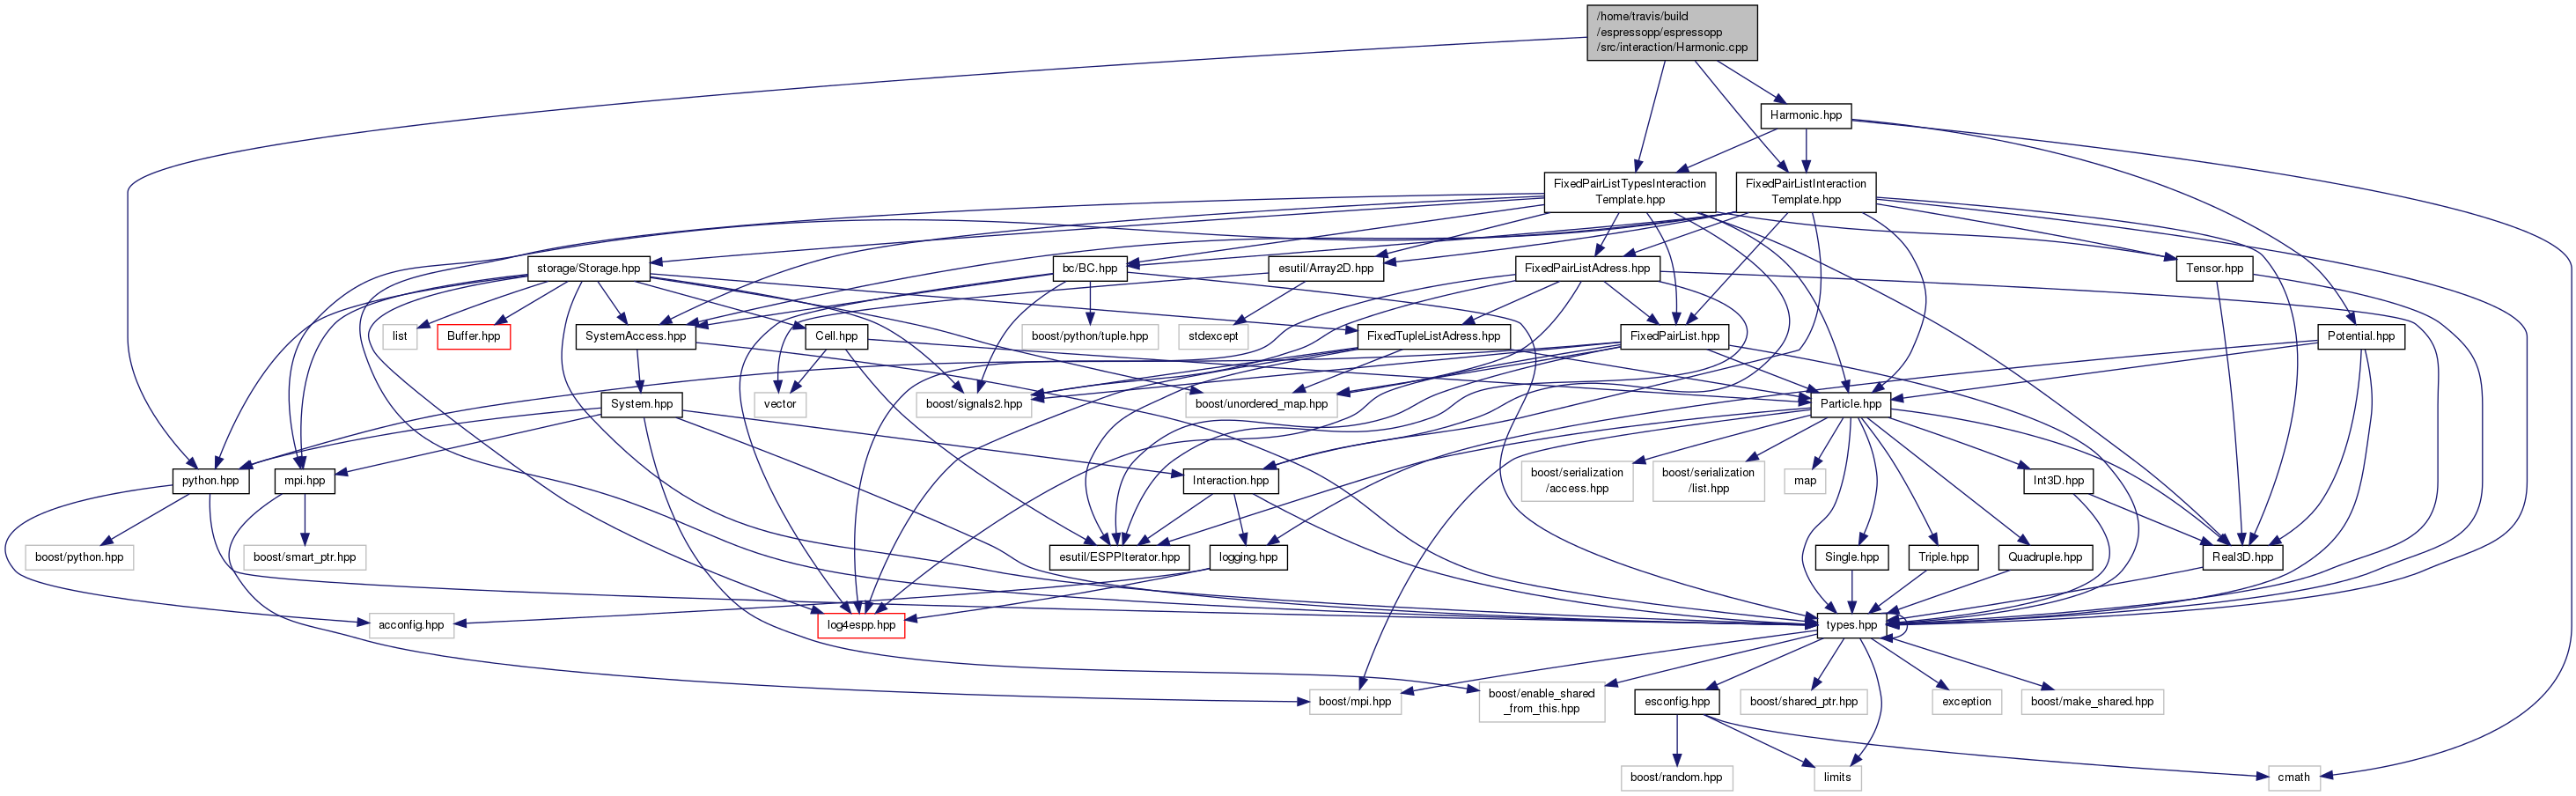 /home/travis/build
/espressopp/espressopp
/src/interaction/Harmonic.cpp
Harmonic.hpp
FixedPairListTypesInteraction
Template.hpp
FixedPairListInteraction
Template.hpp
storage/Storage.hpp
bc/BC.hpp
esutil/Array2D.hpp
FixedPairListAdress.hpp
Tensor.hpp
list
Buffer.hpp
SystemAccess.hpp
Cell.hpp
boost/python/tuple.hpp
stdexcept
FixedTupleListAdress.hpp
FixedPairList.hpp
Potential.hpp
System.hpp
vector
boost/signals2.hpp
boost/unordered_map.hpp
Particle.hpp
python.hpp
mpi.hpp
Interaction.hpp
boost/serialization
/access.hpp
boost/serialization
/list.hpp
map
Int3D.hpp
boost/python.hpp
boost/smart_ptr.hpp
esutil/ESPPIterator.hpp
logging.hpp
Single.hpp
Triple.hpp
Quadruple.hpp
Real3D.hpp
acconfig.hpp
log4espp.hpp
types.hpp
boost/mpi.hpp
boost/enable_shared
_from_this.hpp
esconfig.hpp
boost/shared_ptr.hpp
exception
boost/make_shared.hpp
boost/random.hpp
limits
cmath